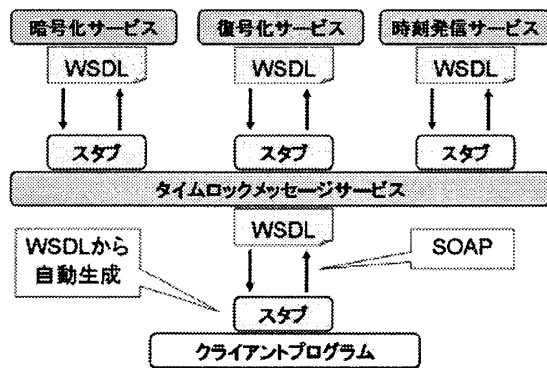 暗号化サービス
復号化サービス
時刻発信サービス
WSDL
WSDL
WSDL
スタブ
スタブ
スタブ
タイムロックメッセージサービス
WSDL
WSDLから
自動生成
SOAP
スタブ
クライアントプログラム